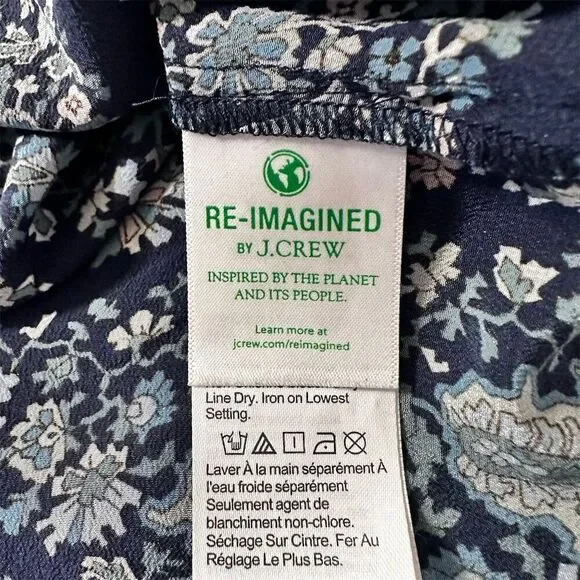 RE-IMAGINED
BY J.CREW
INSPIRED BY THE PLANET
AND ITS PEOPLE.
Learn more at
jcrew.com/reimagined
Line Dry. Iron on Lowest
Setting.
Laver À la main séparément À
l'eau froide séparément
Seulement agent de
blanchiment non-chlore.
Séchage Sur Cintre. Fer Au
Réglage Le Plus Bas.